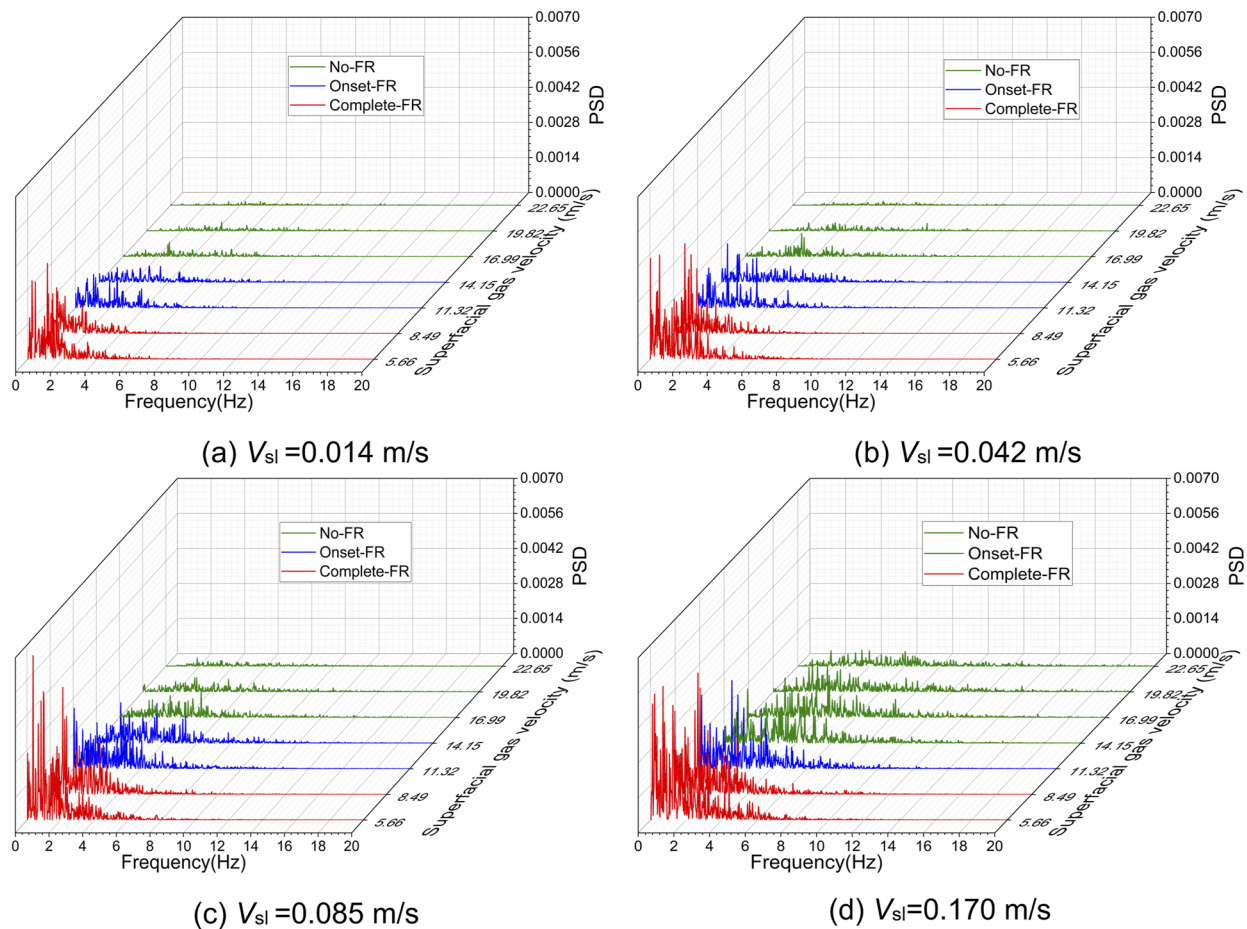 0.0070
0.0056
0.0042
0.0028
0.0014
0.0000
PSD
No-FR
Onset-FR
Complete-FR
22.65
19.82
16.99
14.15
11.32
8.49
5.66
Superfacial gas velocity (m/s)
0 2 4 6 8 10 12 14 16 18 20
Frequency(Hz)
(a) Vsl =0.014 m/s
0.0070
0.0056
0.0042
0.0028
0.0014
0.0000
PSD
No-FR
Onset-FR
Complete-FR
22.65
19.82
16.99
14.15
11.32
8.49
5.66
Superfacial gas velocity (m/s)
0 2 4 6 8 10 12 14 16 18 20
Frequency(Hz)
(b) Vsl =0.042 m/s
0.0070
0.0056
0.0042
0.0028
0.0014
0.0000
PSD
No-FR
Onset-FR
Complete-FR
22.65
19.82
16.99
14.15
11.32
8.49
5.66
Superfacial gas velocity (m/s)
0 2 4 6 8 10 12 14 16 18 20
Frequency(Hz)
(c) Vsl =0.085 m/s
0.0070
0.0056
0.0042
0.0028
0.0014
0.0000
PSD
No-FR
Onset-FR
Complete-FR
22.65
19.82
16.99
14.15
11.32
8.49
5.66
Superfacial gas velocity (m/s)
0 2 4 6 8 10 12 14 16 18 20
Frequency(Hz)
(d) Vsl=0.170 m/s